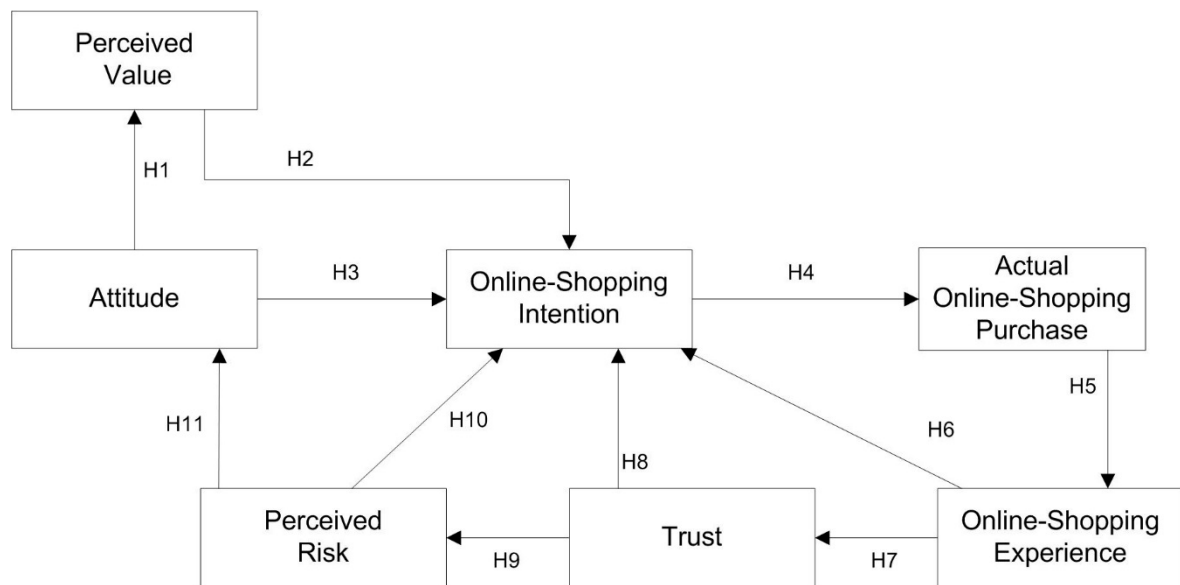 Perceived
Value
H1
H2
Attitude
H3
Online-Shopping
Intention
H4
Actual
Online-Shopping
Purchase
H5
H11
H10
H8
H6
Perceived
Risk
H9
Trust
H7
Online-Shopping
Experience